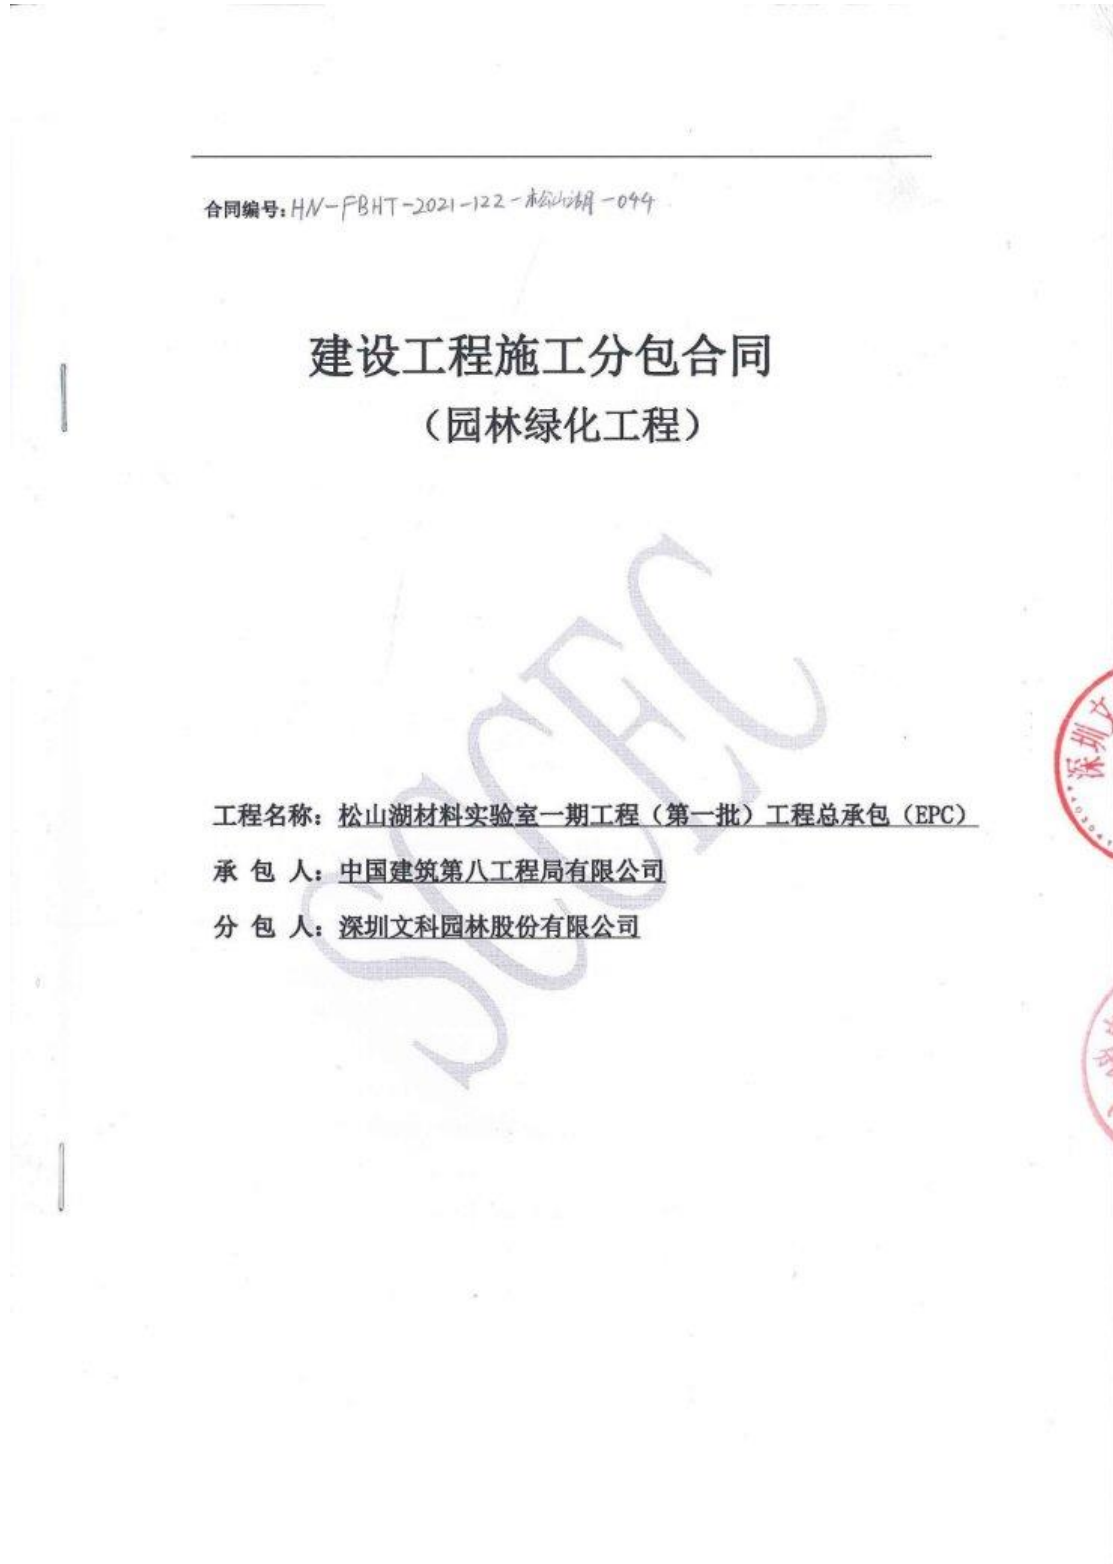 合同编号：HN-FBHT-2021-122-松山湖-044
建设工程施工分包合同
（园林绿化工程）
SCCEC
工程名称：松山湖材料实验室一期工程（第一批）工程总承包（EPC）
承 包 人：中国建筑第八工程局有限公司
分 包 人：深圳文科园林股份有限公司
深圳文